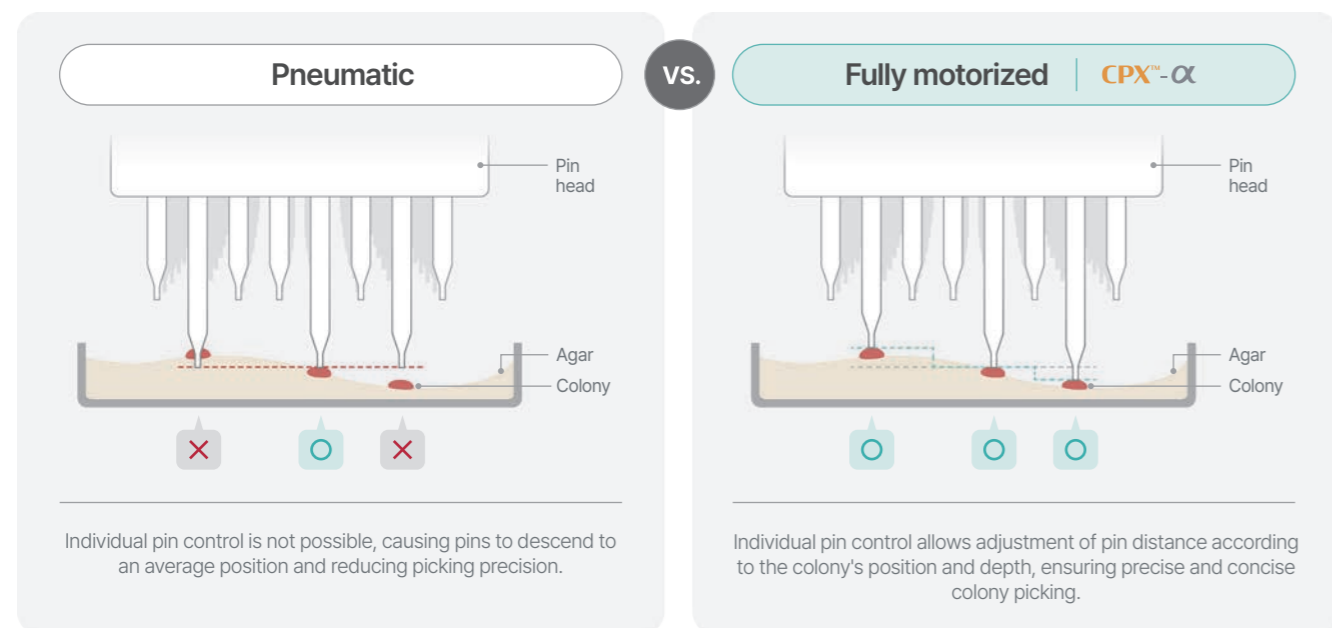 Pneumatic
VS.
Fully motorized | CPX™-α
Pin
head
Agar
Colony
Individual pin control is not possible, causing pins to descend to
an average position and reducing picking precision.
Pin
head
Agar
Colony
Individual pin control allows adjustment of pin distance according
to the colony's position and depth, ensuring precise and concise
colony picking.